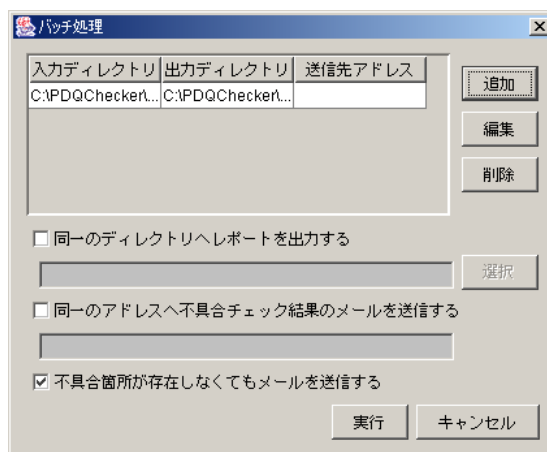 バッチ処理
入力ディレクトリ 出力ディレクトリ 送信先アドレス
C:\PDQChecker\... C:\PDQChecker\...
追加
編集
削除
同一のディレクトリへレポートを出力する
選択
同一のアドレスへ不具合チェック結果のメールを送信する
不具合箇所が存在しなくてもメールを送信する
実行 キャンセル